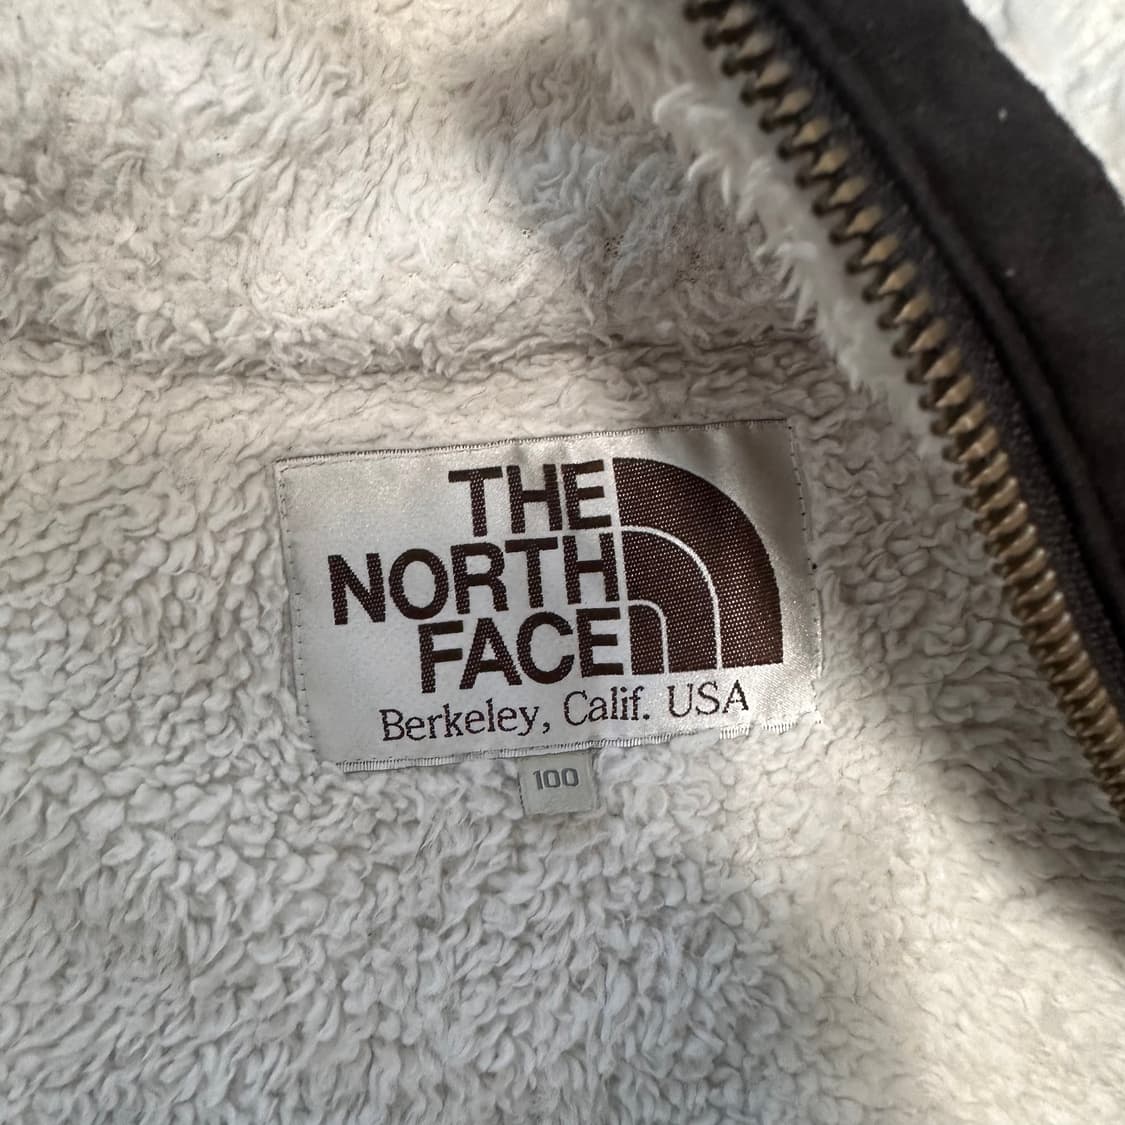 THE
NORTH
FACE
Berkeley, Calif. USA
100